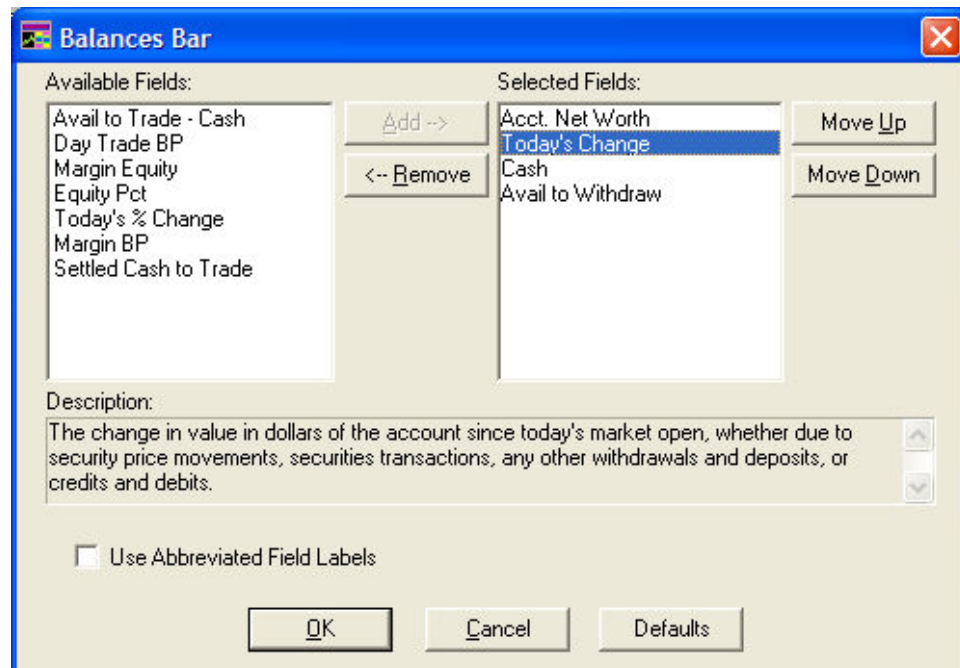 Balances Bar
Available Fields:
Selected Fields:
Avail to Trade - Cash
Day Trade BP
Margin Equity
Equity Pct
Today's % Change
Margin BP
Settled Cash to Trade
Add -->
<-- Remove
Acct. Net Worth
Today's Change
Cash
Avail to Withdraw
Move Up
Move Down
Description:
The change in value in dollars of the account since today's market open, whether due to
security price movements, securities transactions, any other withdrawals and deposits, or
credits and debits.
Use Abbreviated Field Labels
OK
Cancel
Defaults